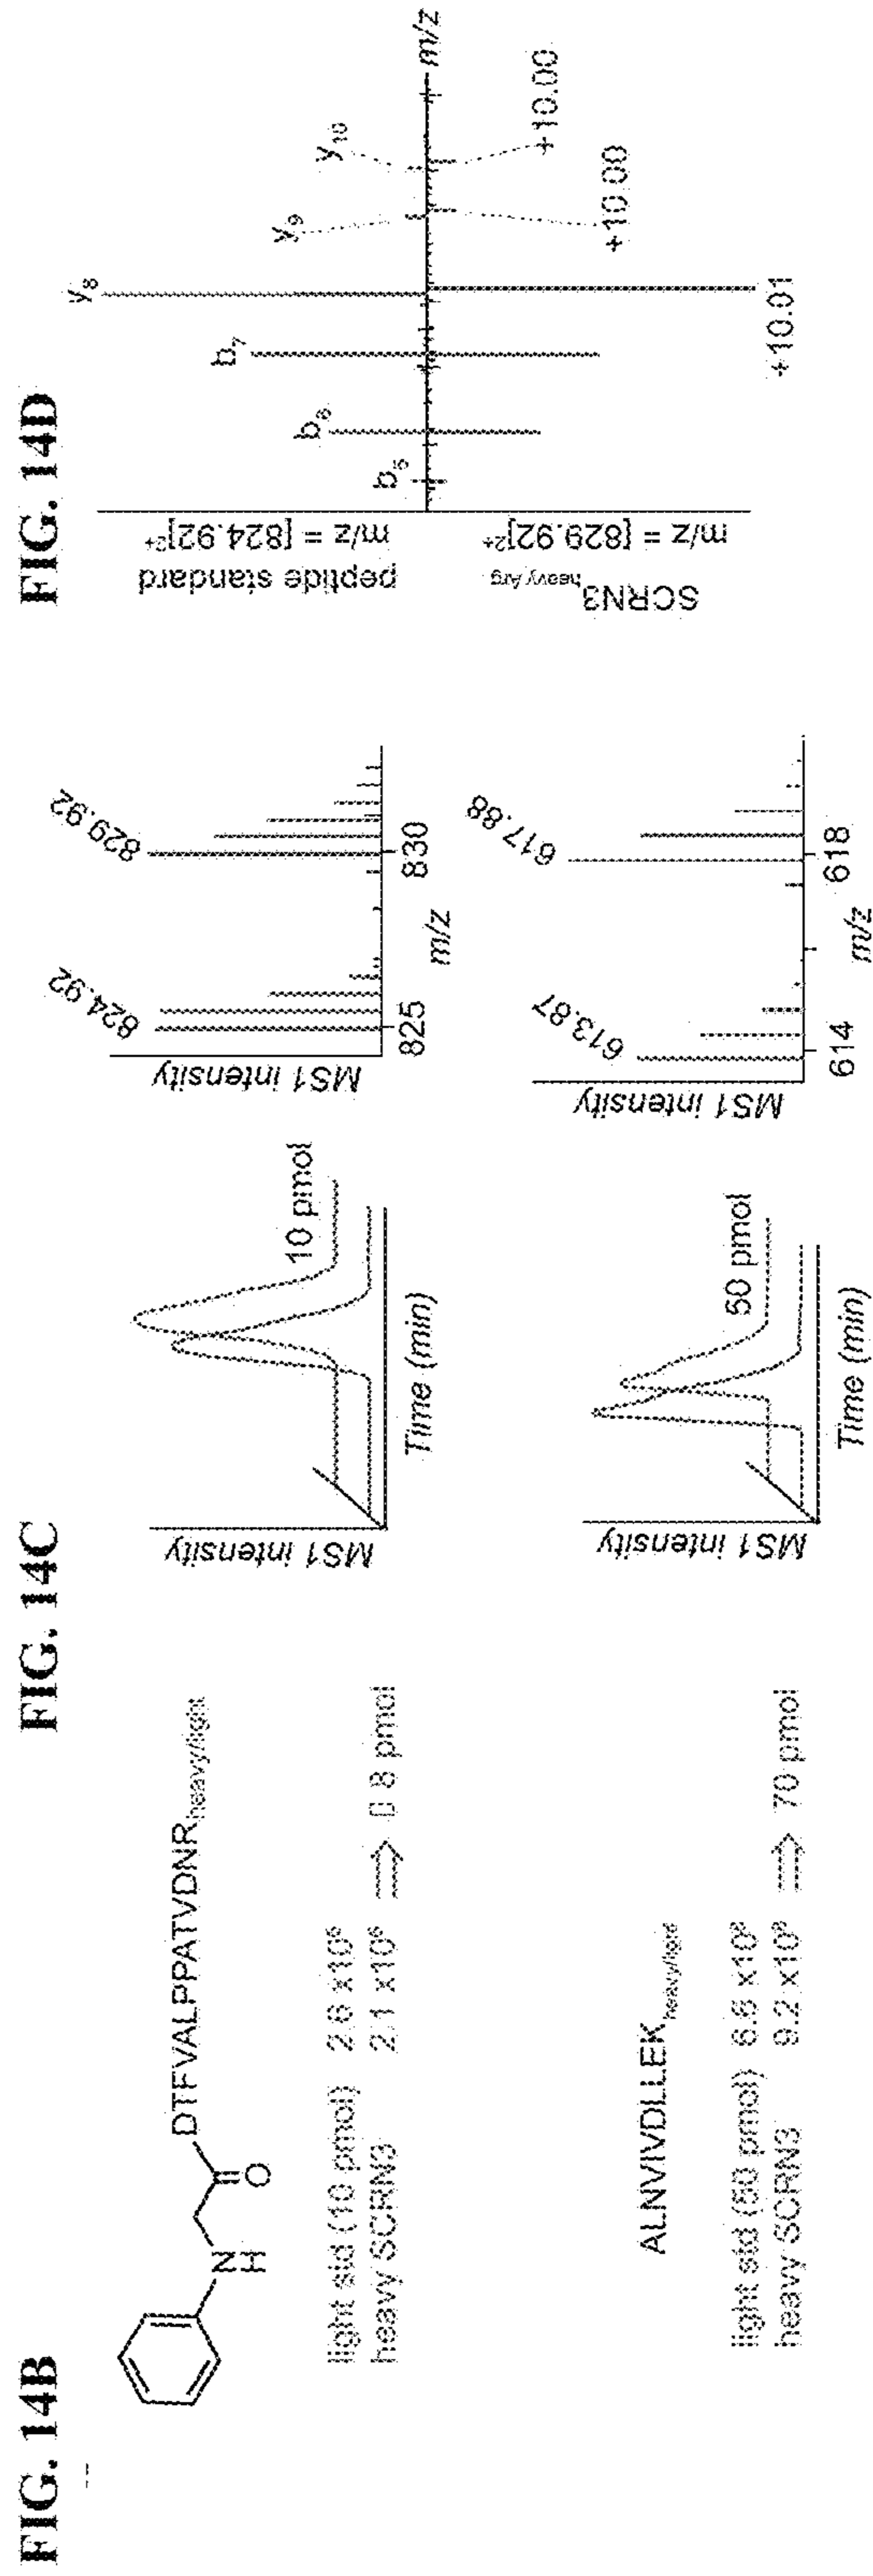 FIG. 14B
DTFVALPPATVDNR heavy/light
N
H
O
light std (10 pmol) 2.6 x10⁶
heavy SCRN3 2.1 x10⁶ ⟹ 0.8 pmol
ALNVIVDLLEK heavy/light
light std (50 pmol) 6.6 x10⁸
heavy SCRN3 9.2 x10⁸ ⟹ 70 pmol
FIG. 14C
MS1 intensity
10 pmol
Time (min)
MS1 intensity
50 pmol
Time (min)
MS1 intensity
824.92
829.92
825
830
m/z
MS1 intensity
613.87
617.88
614
618
m/z
FIG. 14D
peptide standard
m/z = [824.92]²⁺
SCRN3 heavy Arg
m/z = [829.92]²⁺
b₅
b₆
b₇
y₈
y₉
y₁₀
m/z
+10.01
+10.00
+10.00